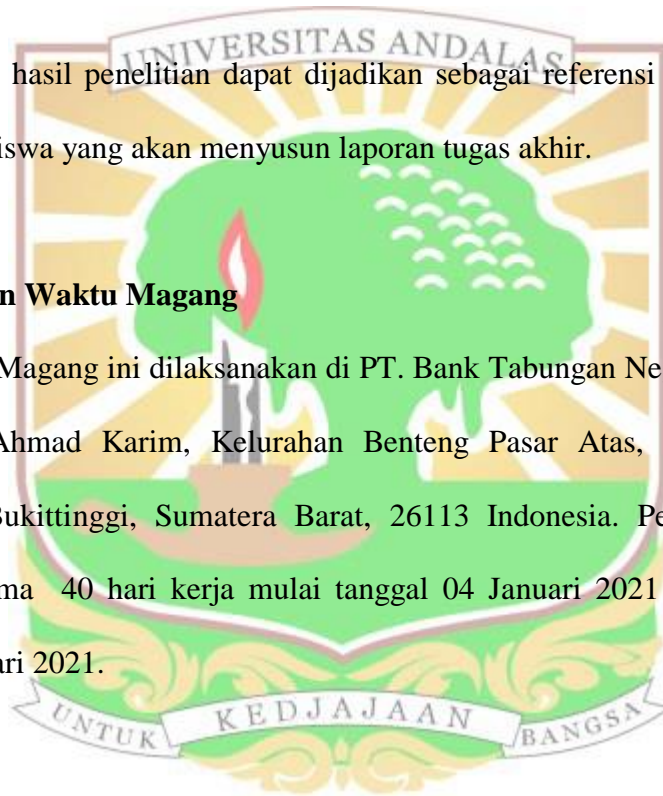 UNIVERSITAS ANDALAS
hasil penelitian dapat dijadikan sebagai referensi
iswa yang akan menyusun laporan tugas akhir.
n Waktu Magang
Magang ini dilaksanakan di PT. Bank Tabungan Ne
Ahmad Karim, Kelurahan Benteng Pasar Atas,
Bukittinggi, Sumatera Barat, 26113 Indonesia. Pe
ma 40 hari kerja mulai tanggal 04 Januari 2021
ari 2021.
UNTUK KEDJAJAAN BANGSA